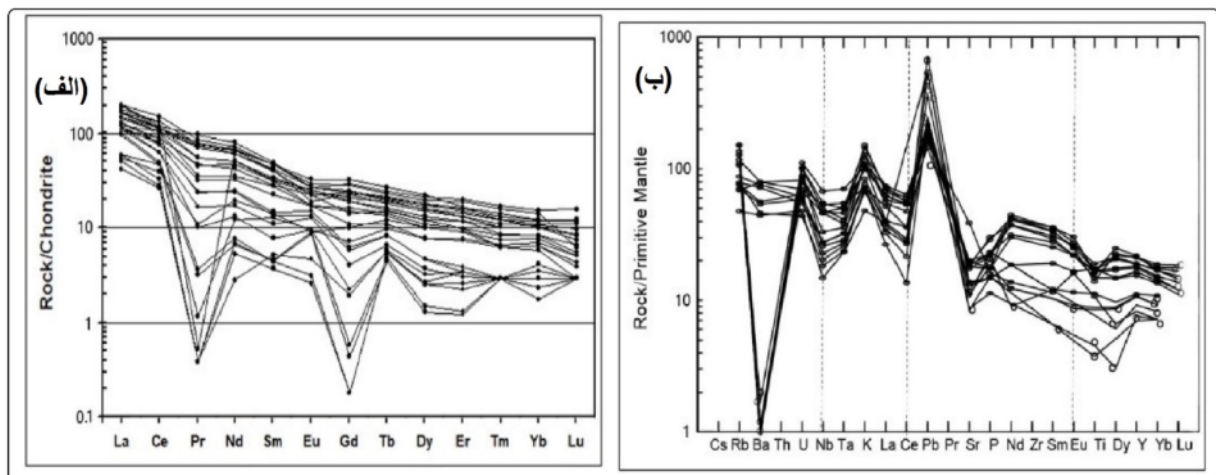 (الف)
Rock/Chondrite
1000
100
10
1
0.1
La Ce Pr Nd Sm Eu Gd Tb Dy Er Tm Yb Lu
(ب)
Rock/Primitive Mantle
1000
100
10
1
Cs Rb Ba Th U Nb Ta K La Ce Pb Pr Sr P Nd Zr Sm Eu Ti Dy Y Yb Lu